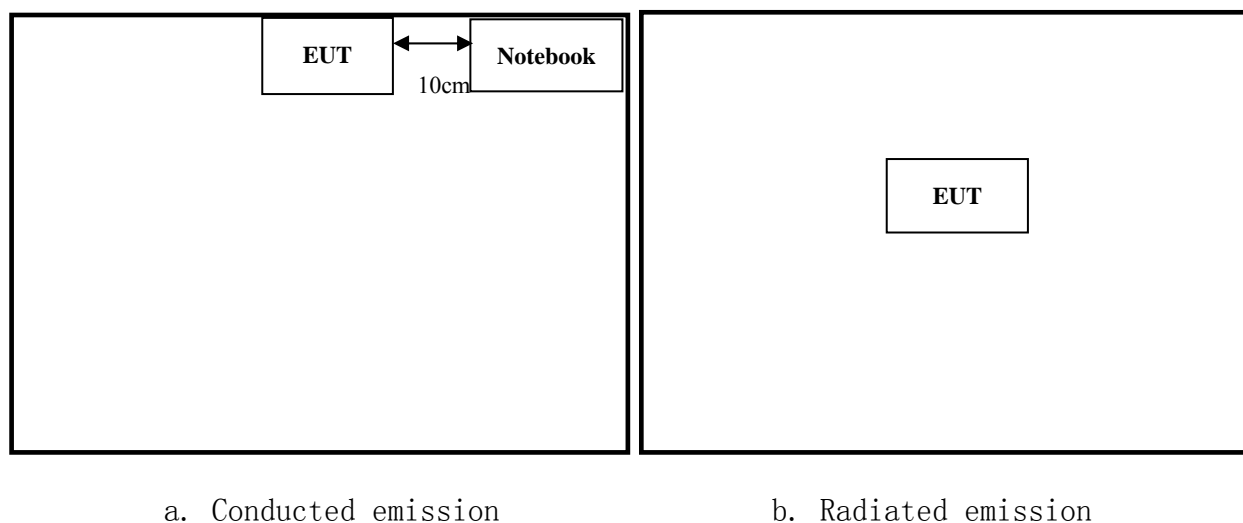 EUT
Notebook
10cm
EUT
a. Conducted emission
b. Radiated emission